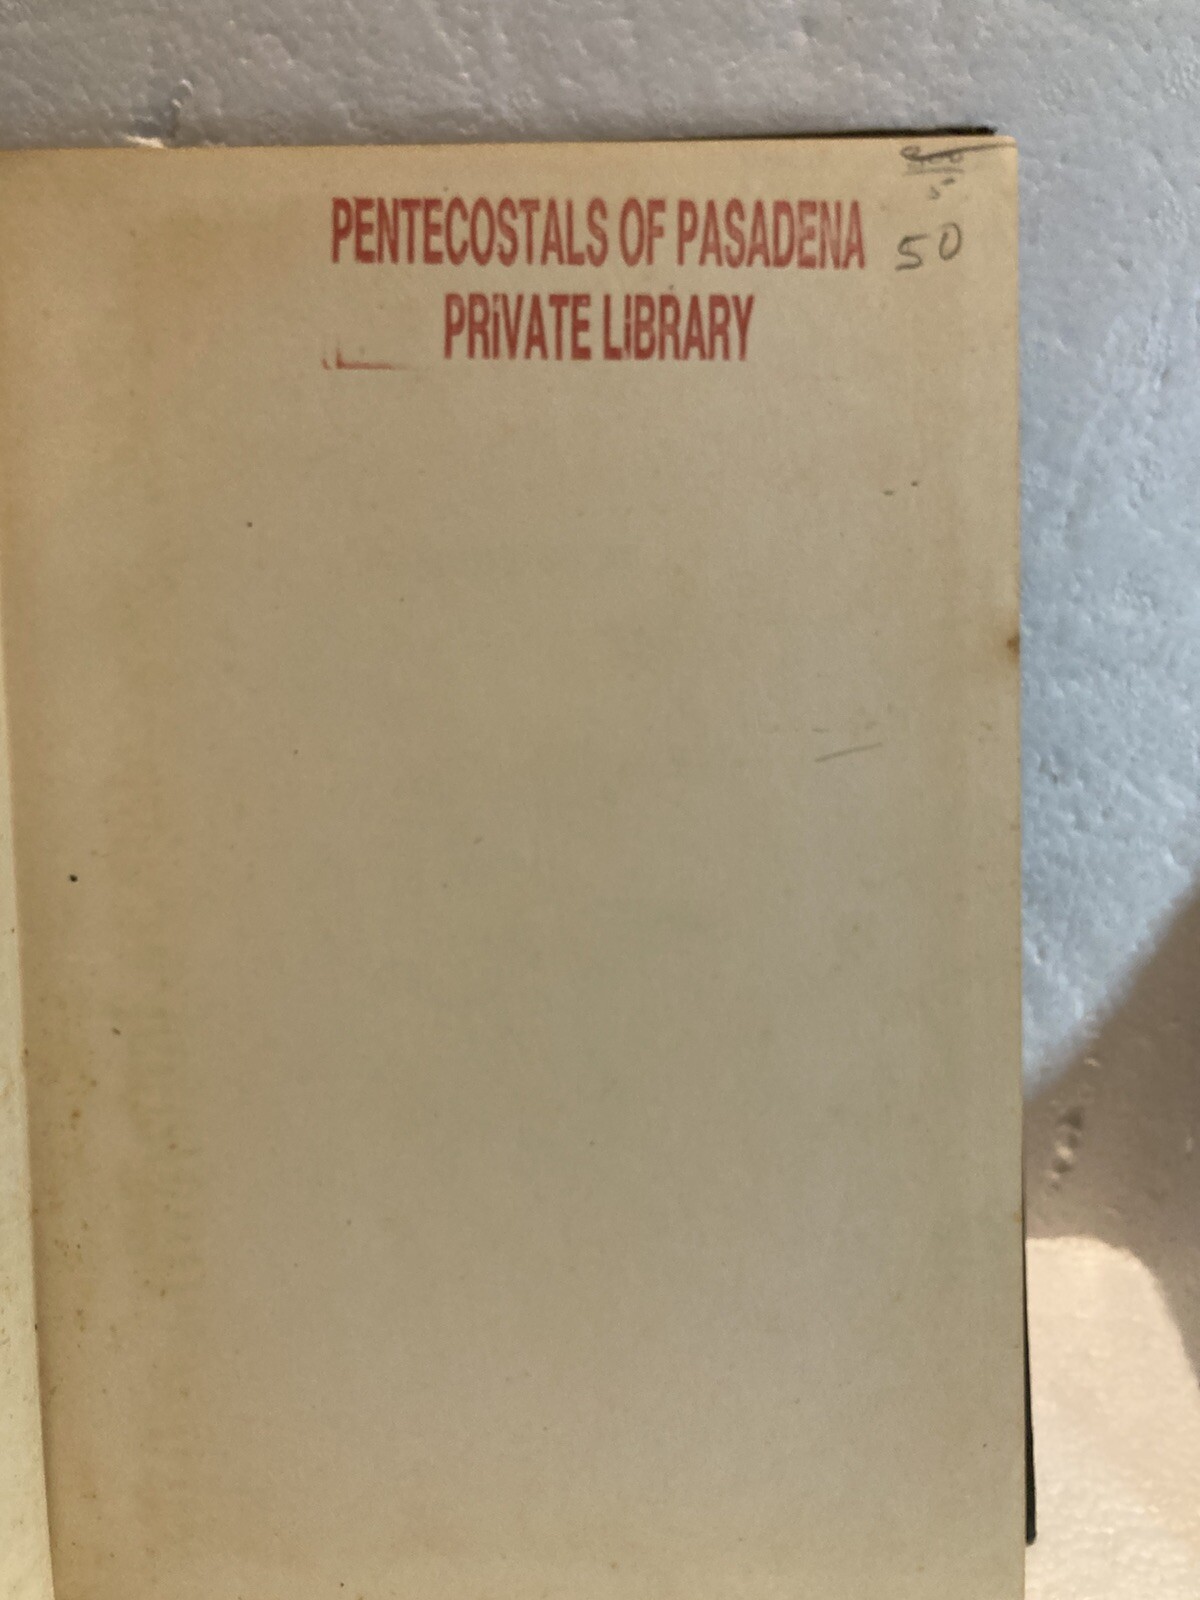 PENTECOSTALS OF PASADENA
PRIVATE LIBRARY
50